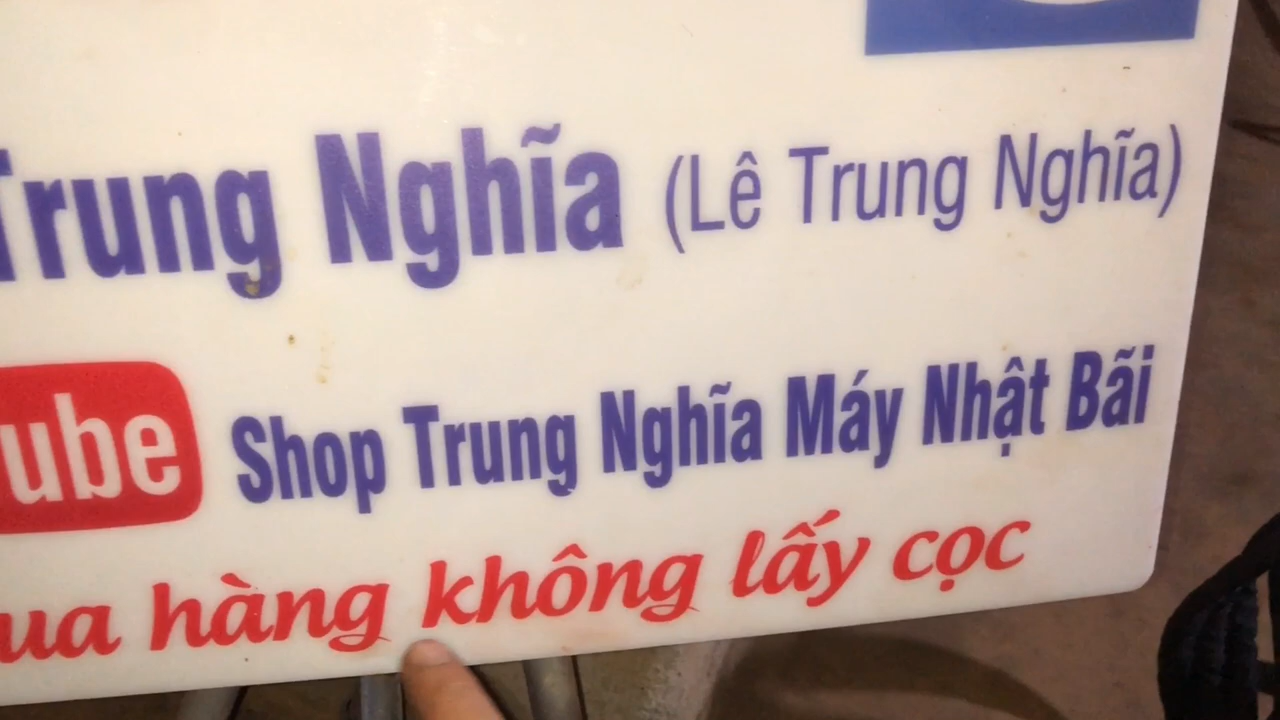 Trung Nghĩa (Lê Trung Nghĩa)
ube Shop Trung Nghĩa Máy Nhật Bãi
ua hàng không lấy cọc